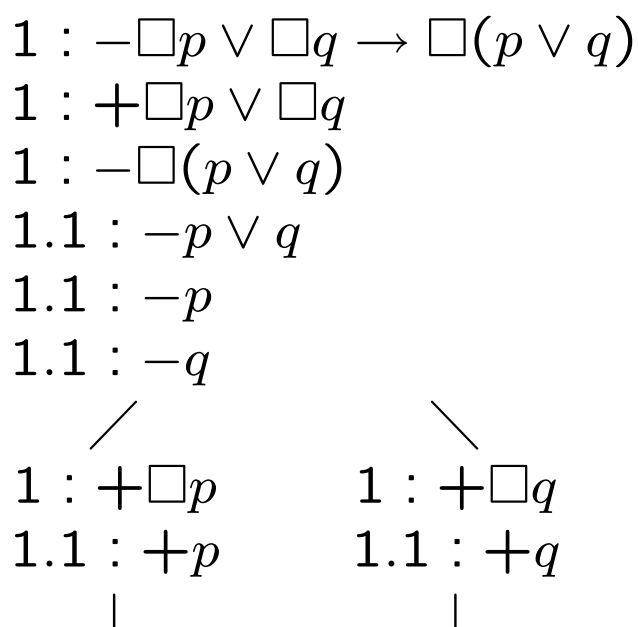 1 : −□p ∨ □q → □(p ∨ q)
1 : +□p ∨ □q
1 : −□(p ∨ q)
1.1 : −p ∨ q
1.1 : −p
1.1 : −q
1 : +□p 1 : +□q
1.1 : +p 1.1 : +q